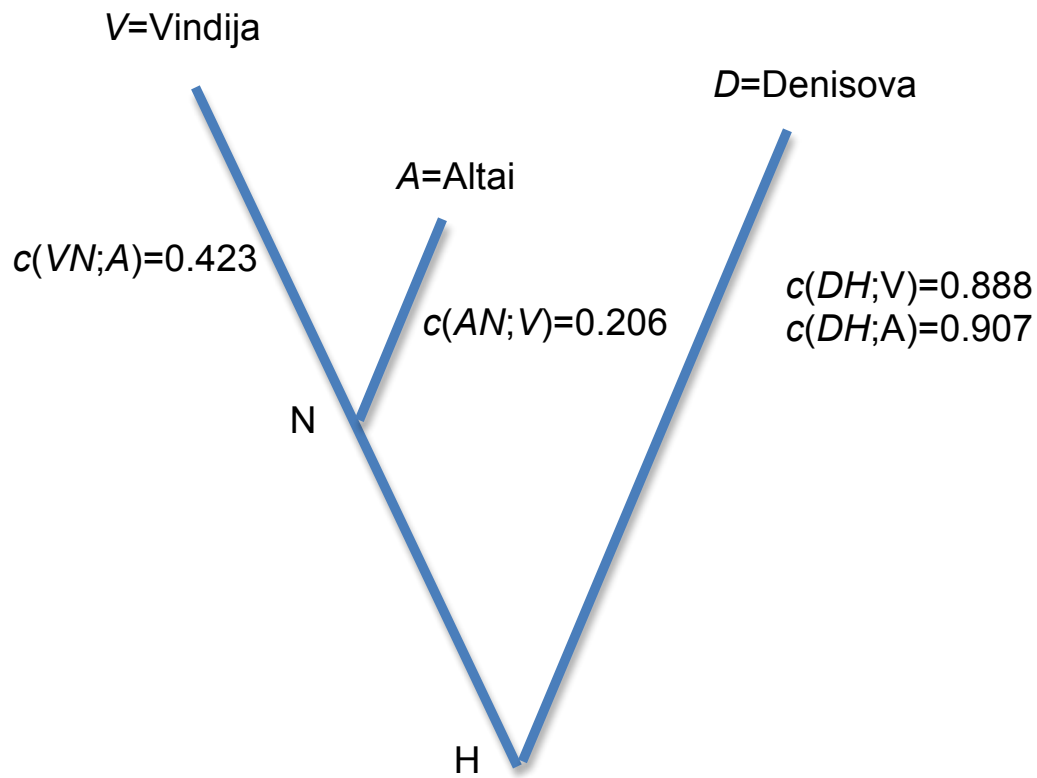 V=Vindija
D=Denisova
A=Altai
c(VN;A)=0.423
c(AN;V)=0.206
c(DH;V)=0.888
c(DH;A)=0.907
N
H